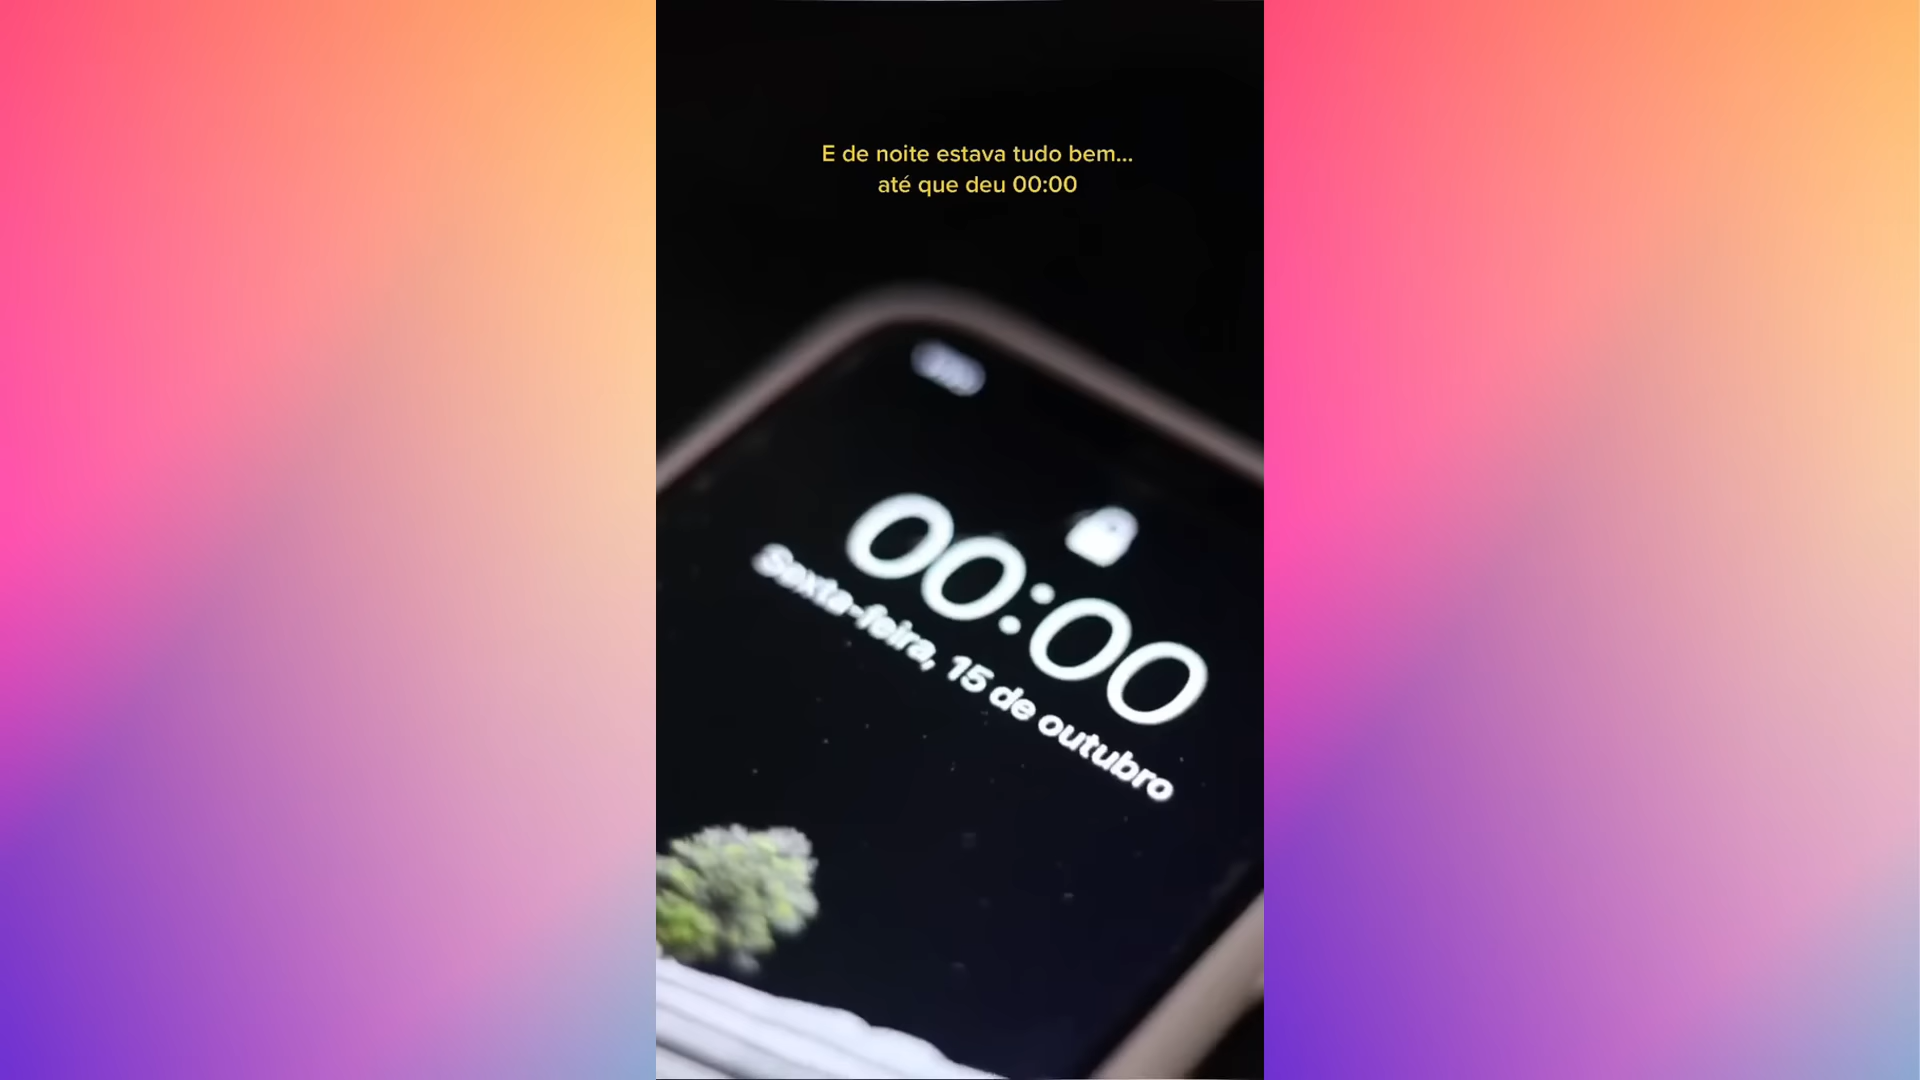 E de noite estava tudo bem...
até que deu 00:00
00:00
Sexta-feira, 15 de outubro